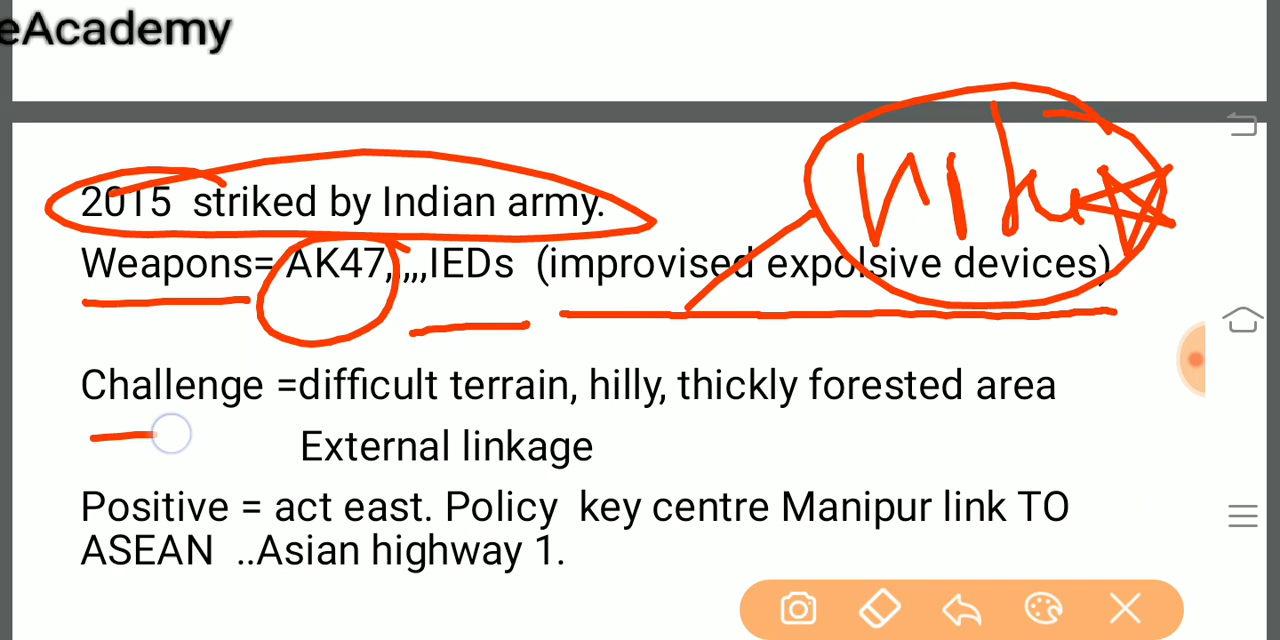 eAcademy
2015 striked by Indian army.
Weapons= AK47,,,,,IEDs (improvised expolsive devices)
Challenge =difficult terrain, hilly, thickly forested area
External linkage
Positive = act east. Policy key centre Manipur link TO
ASEAN ..Asian highway 1.